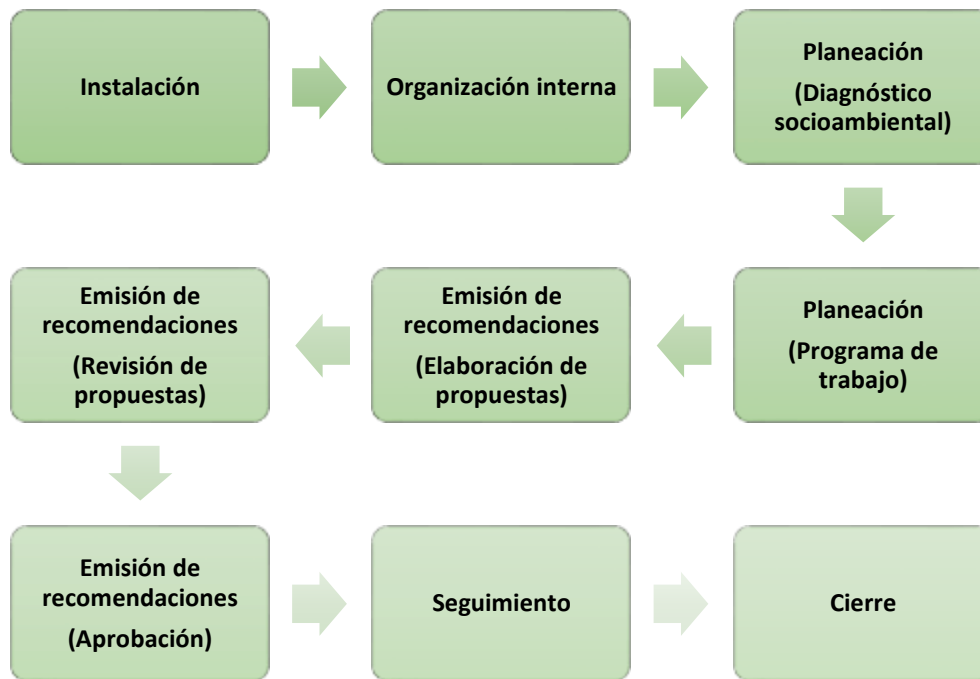 Instalación
Organización interna
Planeación
(Diagnóstico
socioambiental)
Planeación
(Programa de
trabajo)
Emisión de
recomendaciones
(Elaboración de
propuestas)
Emisión de
recomendaciones
(Revisión de
propuestas)
Emisión de
recomendaciones
(Aprobación)
Seguimiento
Cierre